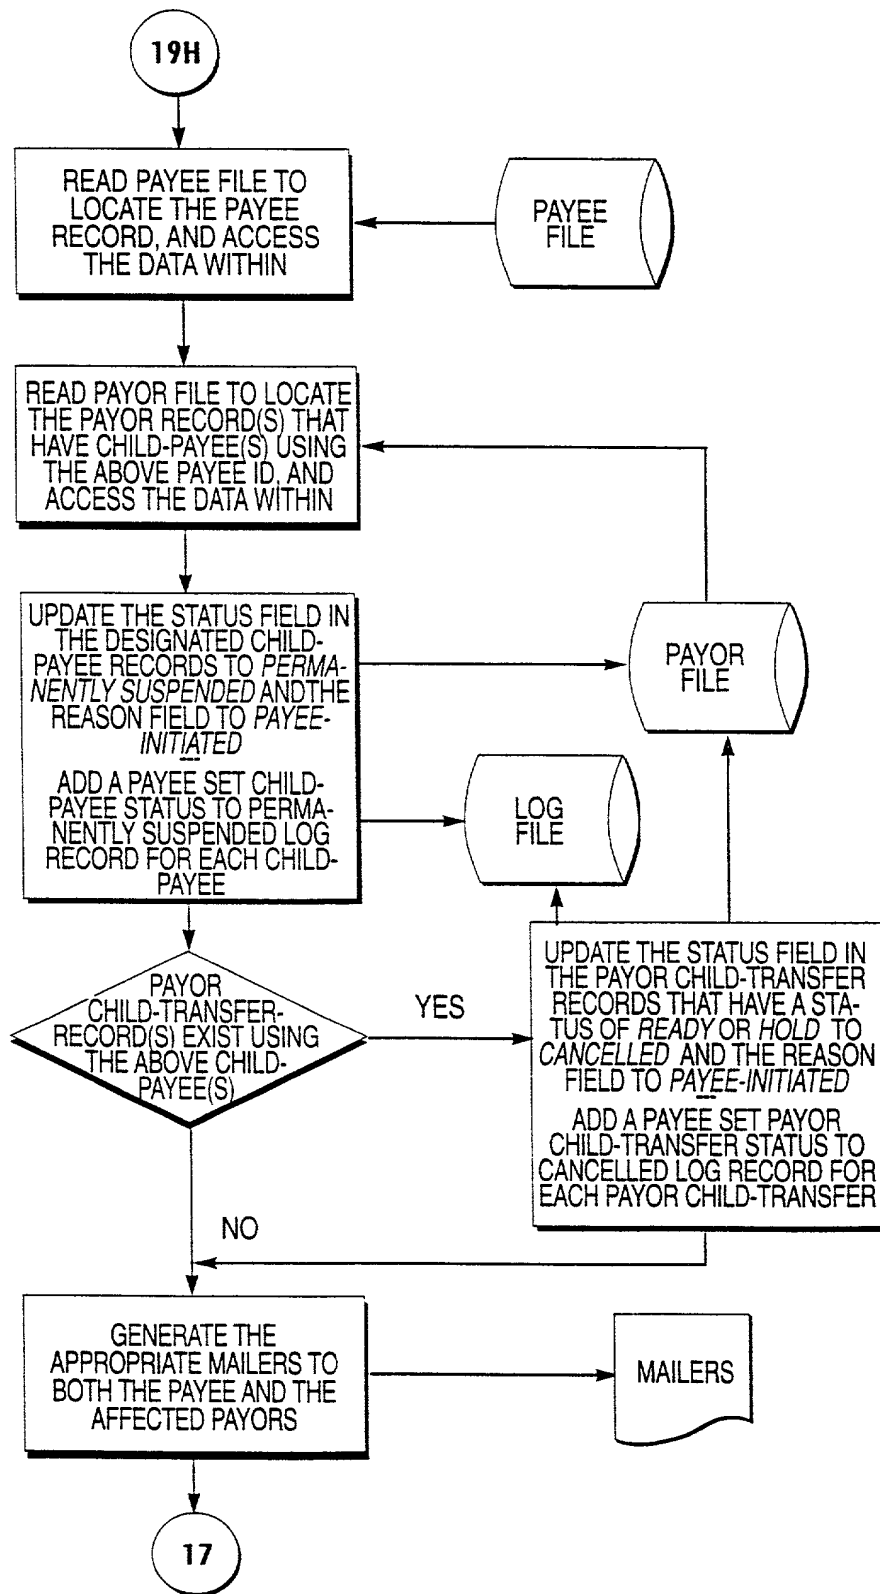 19H
READ PAYEE FILE TO
LOCATE THE PAYEE
RECORD, AND ACCESS
THE DATA WITHIN
PAYEE
FILE
READ PAYOR FILE TO LOCATE
THE PAYOR RECORD(S) THAT
HAVE CHILD-PAYEE(S) USING
THE ABOVE PAYEE ID, AND
ACCESS THE DATA WITHIN
UPDATE THE STATUS FIELD IN
THE DESIGNATED CHILD-
PAYEE RECORDS TO PERMA-
NENTLY SUSPENDED ANDTHE
REASON FIELD TO PAYEE-
INITIATED
ADD A PAYEE SET CHILD-
PAYEE STATUS TO PERMA-
NENTLY SUSPENDED LOG
RECORD FOR EACH CHILD-
PAYEE
PAYOR
FILE
LOG
FILE
PAYOR
CHILD-TRANSFER-
RECORD(S) EXIST USING
THE ABOVE CHILD-
PAYEE(S)
YES
UPDATE THE STATUS FIELD IN
THE PAYOR CHILD-TRANSFER
RECORDS THAT HAVE A STA-
TUS OF READY OR HOLD TO
CANCELLED AND THE REASON
FIELD TO PAYEE-INITIATED
ADD A PAYEE SET PAYOR
CHILD-TRANSFER STATUS TO
CANCELLED LOG RECORD FOR
EACH PAYOR CHILD-TRANSFER
NO
GENERATE THE
APPROPRIATE MAILERS TO
BOTH THE PAYEE AND THE
AFFECTED PAYORS
MAILERS
17